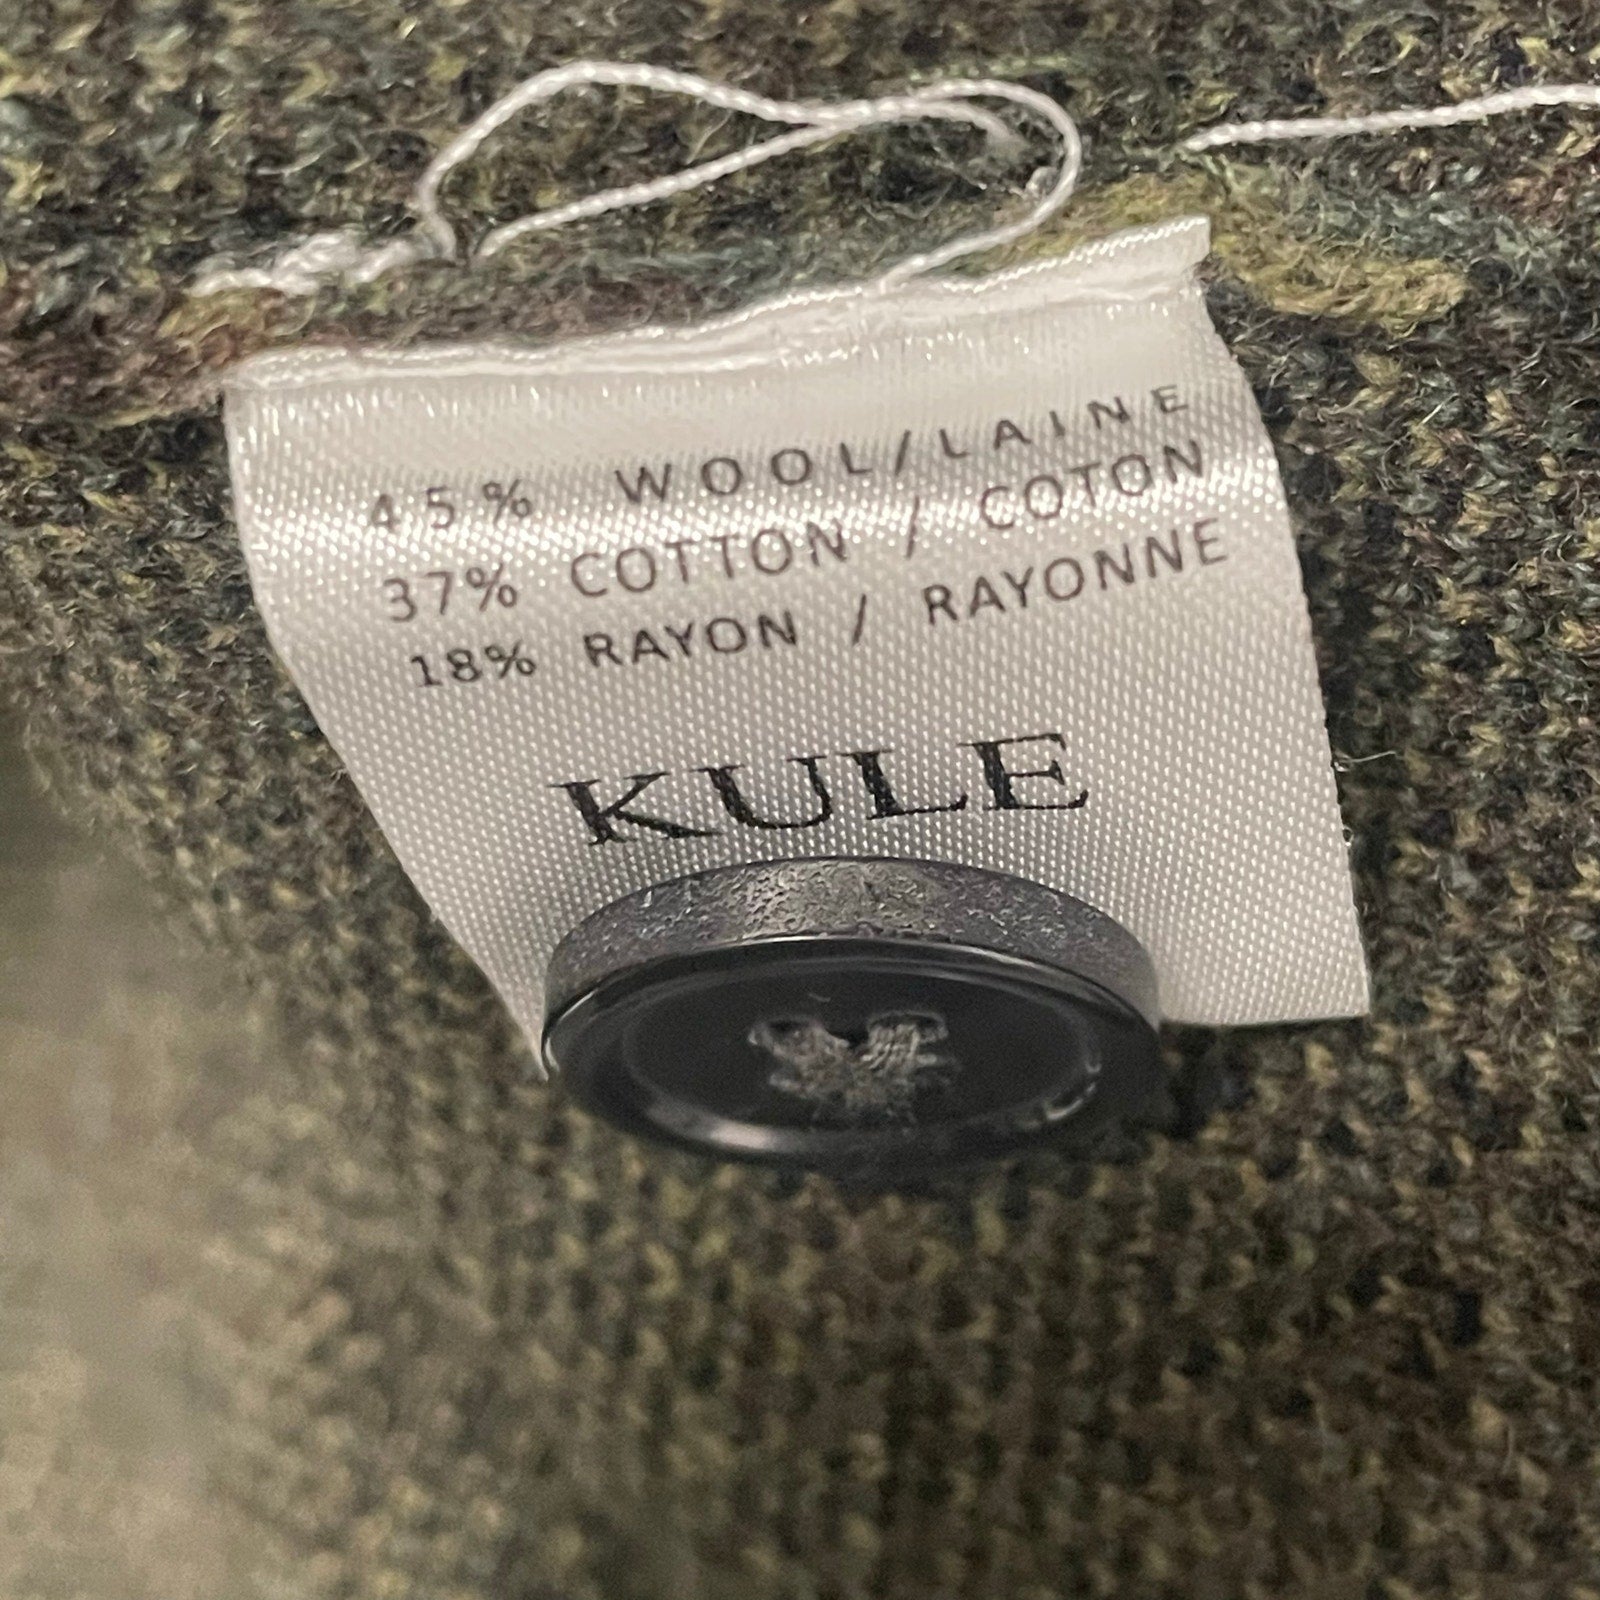 45% WOOL/LAINE
37% COTTON / COTON
18% RAYON / RAYONNE
KULE